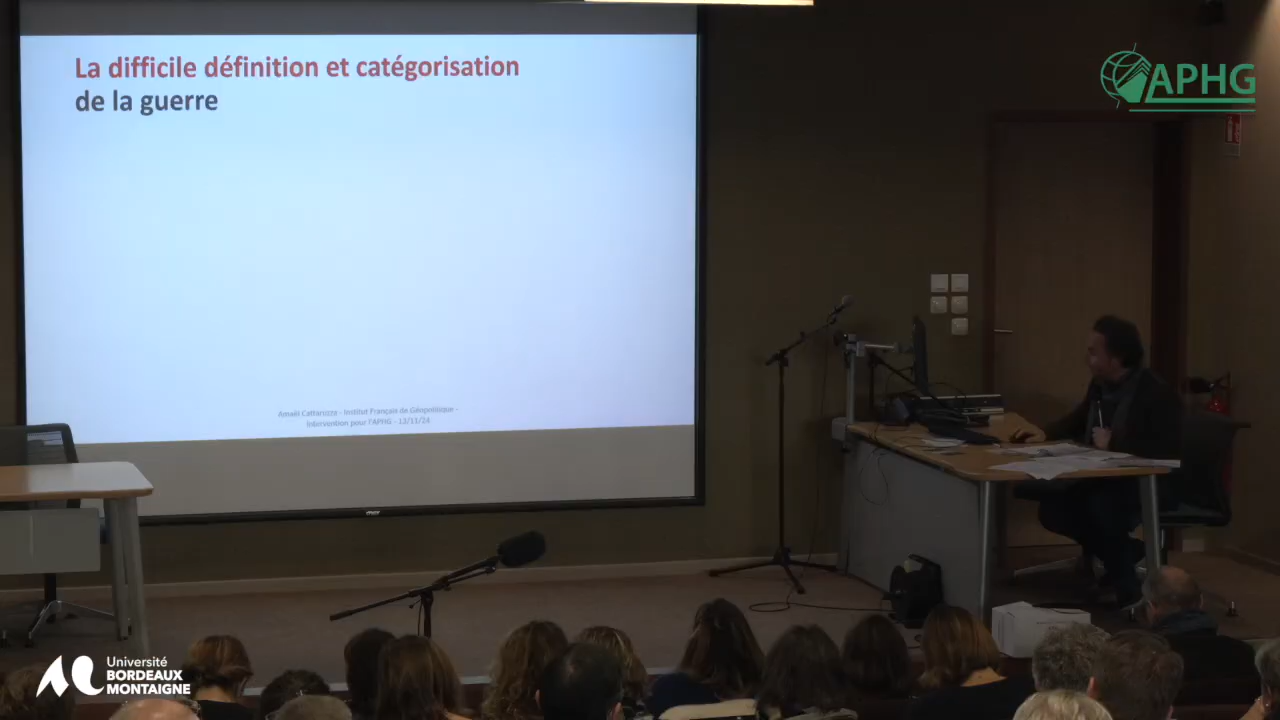 La difficile définition et catégorisation
de la guerre
APHG
Amaël Cattaruzza - Institut Français de Géopolitique -
Intervention pour l'APHG - 13/11/24
Université
BORDEAUX
MONTAIGNE